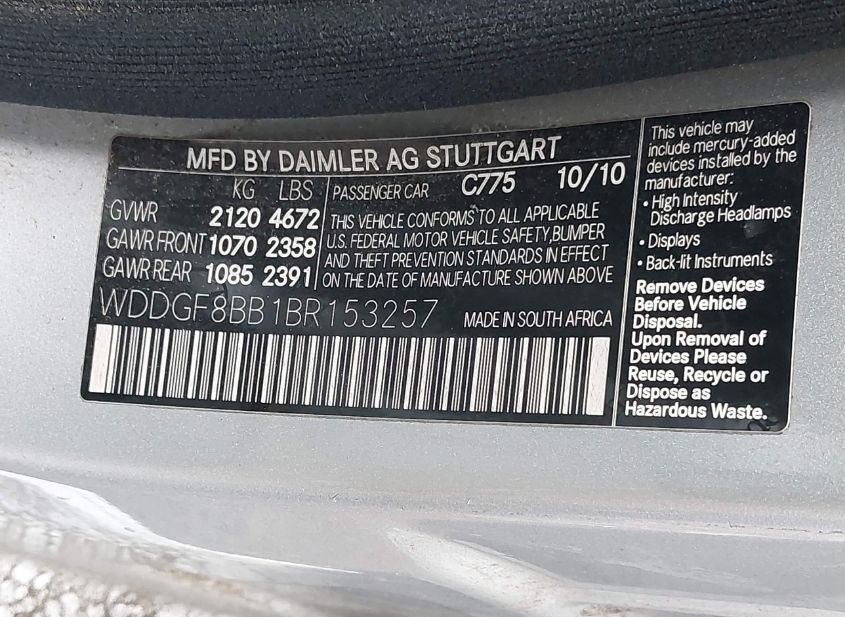 MFD BY DAIMLER AG STUTTGART
KG LBS
GVWR 2120 4672
GAWR FRONT 1070 2358
GAWR REAR 1085 2391
PASSENGER CAR C775 10/10
THIS VEHICLE CONFORMS TO ALL APPLICABLE
U.S. FEDERAL MOTOR VEHICLE SAFETY,BUMPER
AND THEFT PREVENTION STANDARDS IN EFFECT
ON THE DATE OF MANUFACTURE SHOWN ABOVE
WDDGF8BB1BR153257
MADE IN SOUTH AFRICA
This vehicle may
include mercury-added
devices installed by the
manufacturer:
• High Intensity
Discharge Headlamps
• Displays
• Back-lit Instruments
Remove Devices
Before Vehicle
Disposal.
Upon Removal of
Devices Please
Reuse, Recycle or
Dispose as
Hazardous Waste.